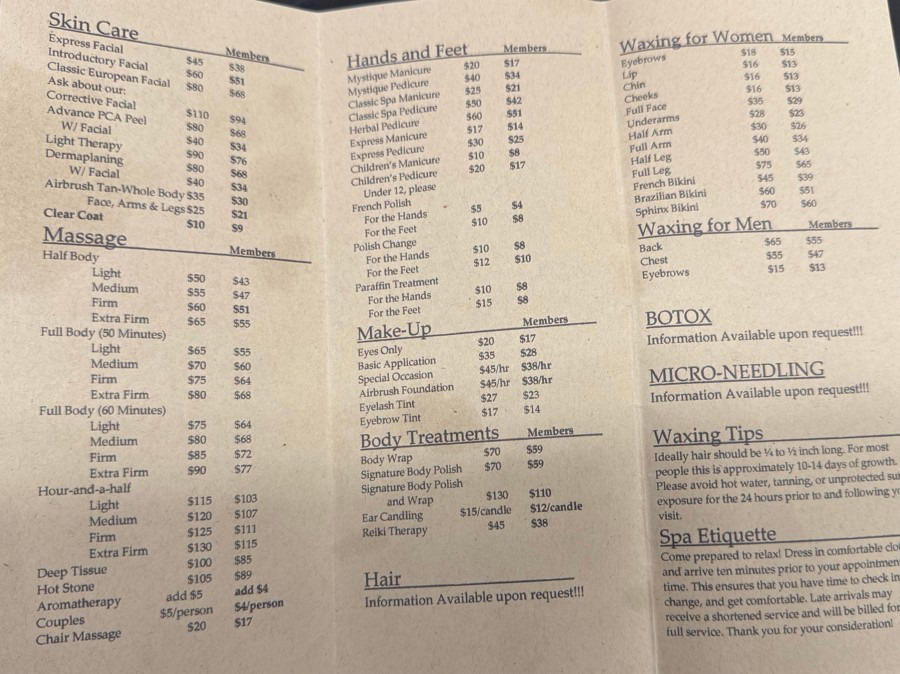 Skin Care Members
Express Facial $45 $38
Introductory Facial $60 $51
Classic European Facial $80 $68
Ask about our:
Corrective Facial $110 $94
Advance PCA Peel $80 $68
W/ Facial $40 $34
Light Therapy $90 $76
Dermaplaning $80 $68
W/ Facial $40 $34
Airbrush Tan-Whole Body $35 $30
Face, Arms & Legs $25 $21
Clear Coat $10 $9
Massage Members
Half Body
Light $50 $43
Medium $55 $47
Firm $60 $51
Extra Firm $65 $55
Full Body (50 Minutes)
Light $65 $55
Medium $70 $60
Firm $75 $64
Extra Firm $80 $68
Full Body (60 Minutes)
Light $75 $64
Medium $80 $68
Firm $85 $72
Extra Firm $90 $77
Hour-and-a-half
Light $115 $103
Medium $120 $107
Firm $125 $111
Extra Firm $130 $115
Deep Tissue $100 $85
Hot Stone $105 $89
Aromatherapy add $5 add $4
Couples $5/person $4/person
Chair Massage $20 $17
Hands and Feet Members
Mystique Manicure $20 $17
Mystique Pedicure $40 $34
Classic Spa Manicure $25 $21
Classic Spa Pedicure $50 $42
Herbal Pedicure $60 $51
Express Manicure $17 $14
Express Pedicure $30 $25
Children's Manicure $10 $8
Children's Pedicure $20 $17
Under 12, please
French Polish
For the Hands $5 $4
For the Feet $10 $8
Polish Change
For the Hands $10 $8
For the Feet $12 $10
Paraffin Treatment
For the Hands $10 $8
For the Feet $15 $8
Make-Up Members
Eyes Only $20 $17
Basic Application $35 $28
Special Occasion $45/hr $38/hr
Airbrush Foundation $45/hr $38/hr
Eyelash Tint $27 $23
Eyebrow Tint $17 $14
Body Treatments Members
Body Wrap $70 $59
Signature Body Polish $70 $59
Signature Body Polish
and Wrap $130 $110
Ear Candling $15/candle $12/candle
Reiki Therapy $45 $38
Hair
Information Available upon request!!!
Waxing for Women Members
Eyebrows $18 $15
Lip $16 $13
Chin $16 $13
Cheeks $16 $13
Full Face $35 $29
Underarms $28 $23
Half Arm $30 $26
Full Arm $40 $34
Half Leg $50 $43
Full Leg $75 $65
French Bikini $45 $39
Brazilian Bikini $60 $51
Sphinx Bikini $70 $60
Waxing for Men Members
Back $65 $55
Chest $55 $47
Eyebrows $15 $13
BOTOX
Information Available upon request!!!
MICRO-NEEDLING
Information Available upon request!!!
Waxing Tips
Ideally hair should be ¼ to ½ inch long. For most
people this is approximately 10-14 days of growth.
Please avoid hot water, tanning, or unprotected
exposure for the 24 hours prior to and following
visit.
Spa Etiquette
Come prepared to relax! Dress in comfortable
and arrive ten minutes prior to your
time. This ensures that you have time to check in
change, and get comfortable. Late arrivals may
receive a shortened service and will be billed for
full service. Thank you for your consideration!